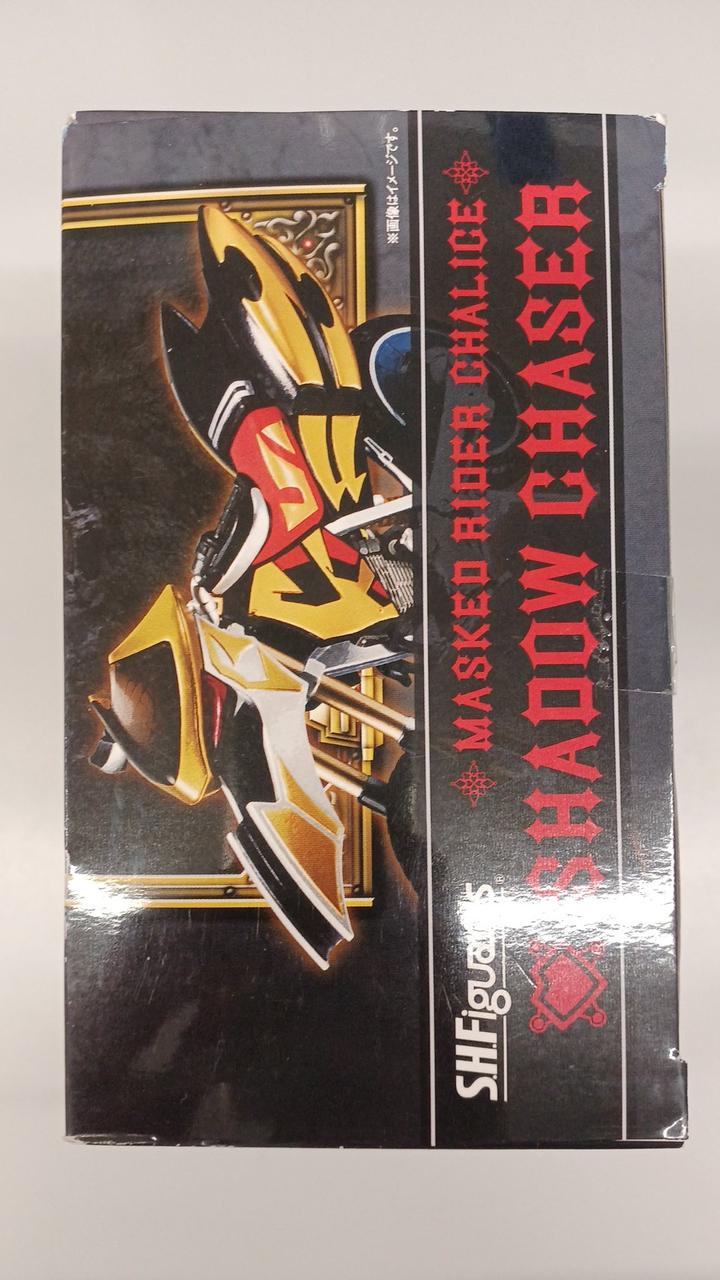 ※画像はイメージです。
MASKED RIDER CHALICE
SHADOW CHASER
S.H.Figuarts®